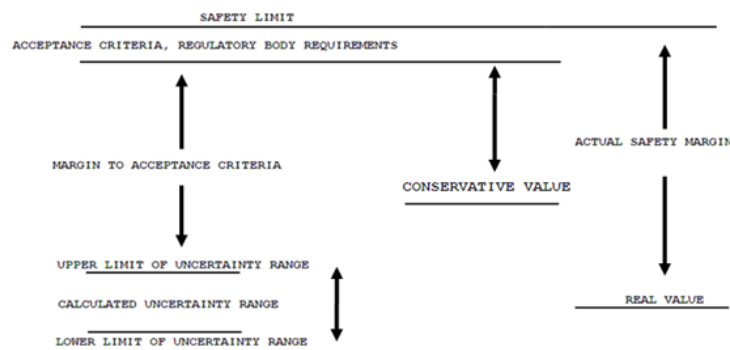 SAFETY LIMIT
ACCEPTANCE CRITERIA, REGULATORY BODY REQUIREMENTS
ACTUAL SAFETY MARGIN
MARGIN TO ACCEPTANCE CRITERIA
CONSERVATIVE VALUE
UPPER LIMIT OF UNCERTAINTY RANGE
CALCULATED UNCERTAINTY RANGE
REAL VALUE
LOWER LIMIT OF UNCERTAINTY RANGE